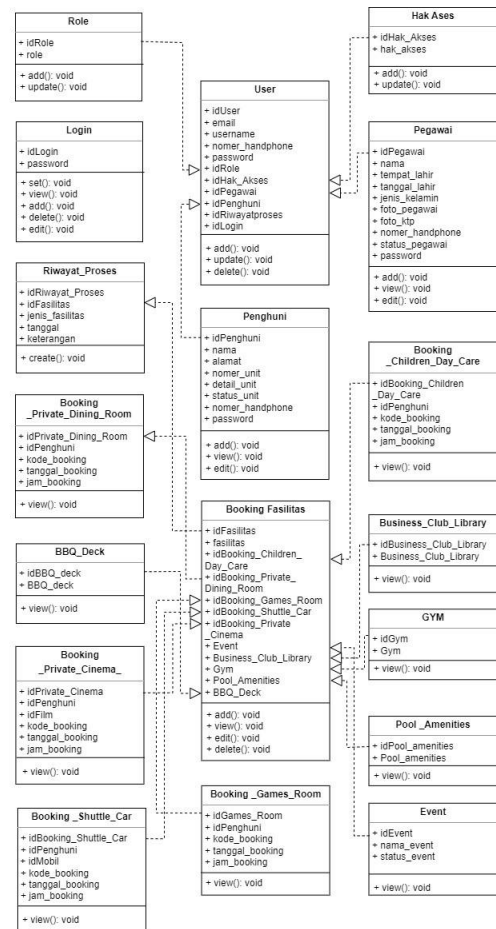 Role
+ idRole
+ role
+ add(): void
+ update(): void
Login
+ idLogin
+ password
+ set(): void
+ view(): void
+ add(): void
+ delete(): void
+ edit(): void
Riwayat_Proses
+ idRiwayat_Proses
+ idFasilitas
+ jenis_fasilitas
+ tanggal
+ keterangan
+ create(): void
Booking
_Private_Dining_Room
+ idPrivate_Dining_Room
+ idPenghuni
+ kode_booking
+ tanggal_booking
+ jam_booking
+ view(): void
BBQ_Deck
+ idBBQ_deck
+ BBQ_deck
+ view(): void
Booking
_Private_Cinema_
+ idPrivate_Cinema
+ idPenghuni
+ idFilm
+ kode_booking
+ tanggal_booking
+ jam_booking
+ view(): void
Booking _Shuttle_Car
+ idBooking_Shuttle_Car
+ idPenghuni
+ idMobil
+ kode_booking
+ tanggal_booking
+ jam_booking
+ view(): void
User
+ idUser
+ email
+ username
+ nomer_handphone
+ password
+ idRole
+ idHak_Akses
+ idPegawai
+ idPenghuni
+ idRiwayatproses
+ idLogin
+ add(): void
+ update(): void
+ delete(): void
Penghuni
+ idPenghuni
+ nama
+ alamat
+ nomer_unit
+ detail_unit
+ status_unit
+ nomer_handphone
+ password
+ add(): void
+ view(): void
+ edit(): void
Booking Fasilitas
+ idFasilitas
+ fasilitas
+ idBooking_Children_
Day_Care
+ idBooking_Private_
Dining_Room
+ idBooking_Games_Room
+ idBooking_Shuttle_Car
+ idBooking_Private
_Cinema
+ Event
+ Business_Club_Library
+ Gym
+ Pool_Amenities
+ BBQ_Deck
+ add(): void
+ view(): void
+ edit(): void
+ delete(): void
Booking _Games_Room
+ idGames_Room
+ idPenghuni
+ kode_booking
+ tanggal_booking
+ jam_booking
+ view(): void
Hak Ases
+ idHak_Akses
+ hak_akses
+ add(): void
+ update(): void
Pegawai
+ idPegawai
+ nama
+ tempat_lahir
+ tanggal_lahir
+ jenis_kelamin
+ foto_pegawai
+ foto_ktp
+ nomer_handphone
+ status_pegawai
+ password
+ add(): void
+ view(): void
+ edit(): void
Booking
_Children_Day_Care
+ idBooking_Children
_Day_Care
+ idPenghuni
+ kode_booking
+ tanggal_booking
+ jam_booking
+ view(): void
Business_Club_Library
+ idBusiness_Club_Library
+ Business_Club_Library
+ view(): void
GYM
+ idGym
+ Gym
+ view(): void
Pool _Amenities
+ idPool_amenities
+ Pool_amenities
+ view(): void
Event
+ idEvent
+ nama_event
+ status_event
+ view(): void